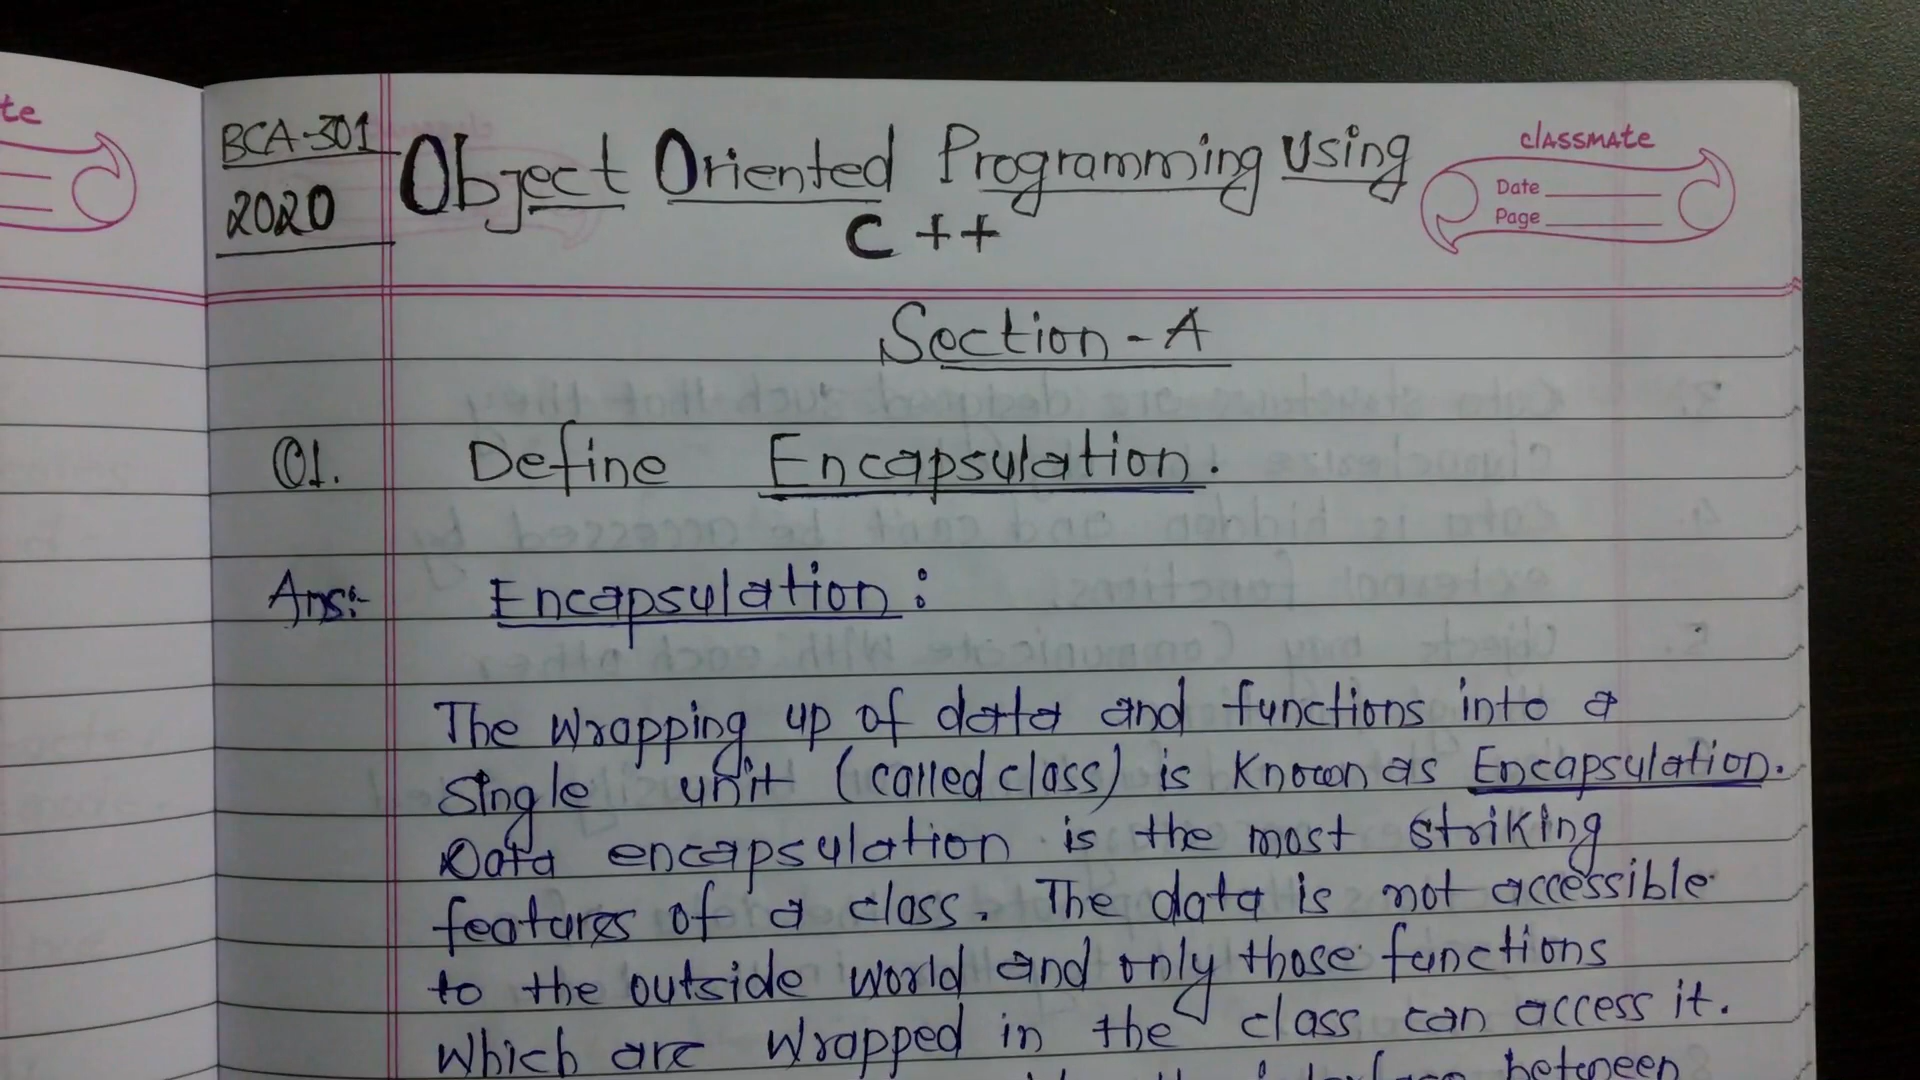 te
BCA-301
2020
Object Oriented Programming Using
C++
classmate
Date
Page
Section-A
Q1. Define Encapsulation.
Ans:- Encapsulation:
The wrapping up of data and functions into a
single unit (called class) is known as Encapsulation.
Data encapsulation is the most striking
features of a class. The data is not accessible
to the outside world and only those functions
which are wrapped in the class can access it.
between